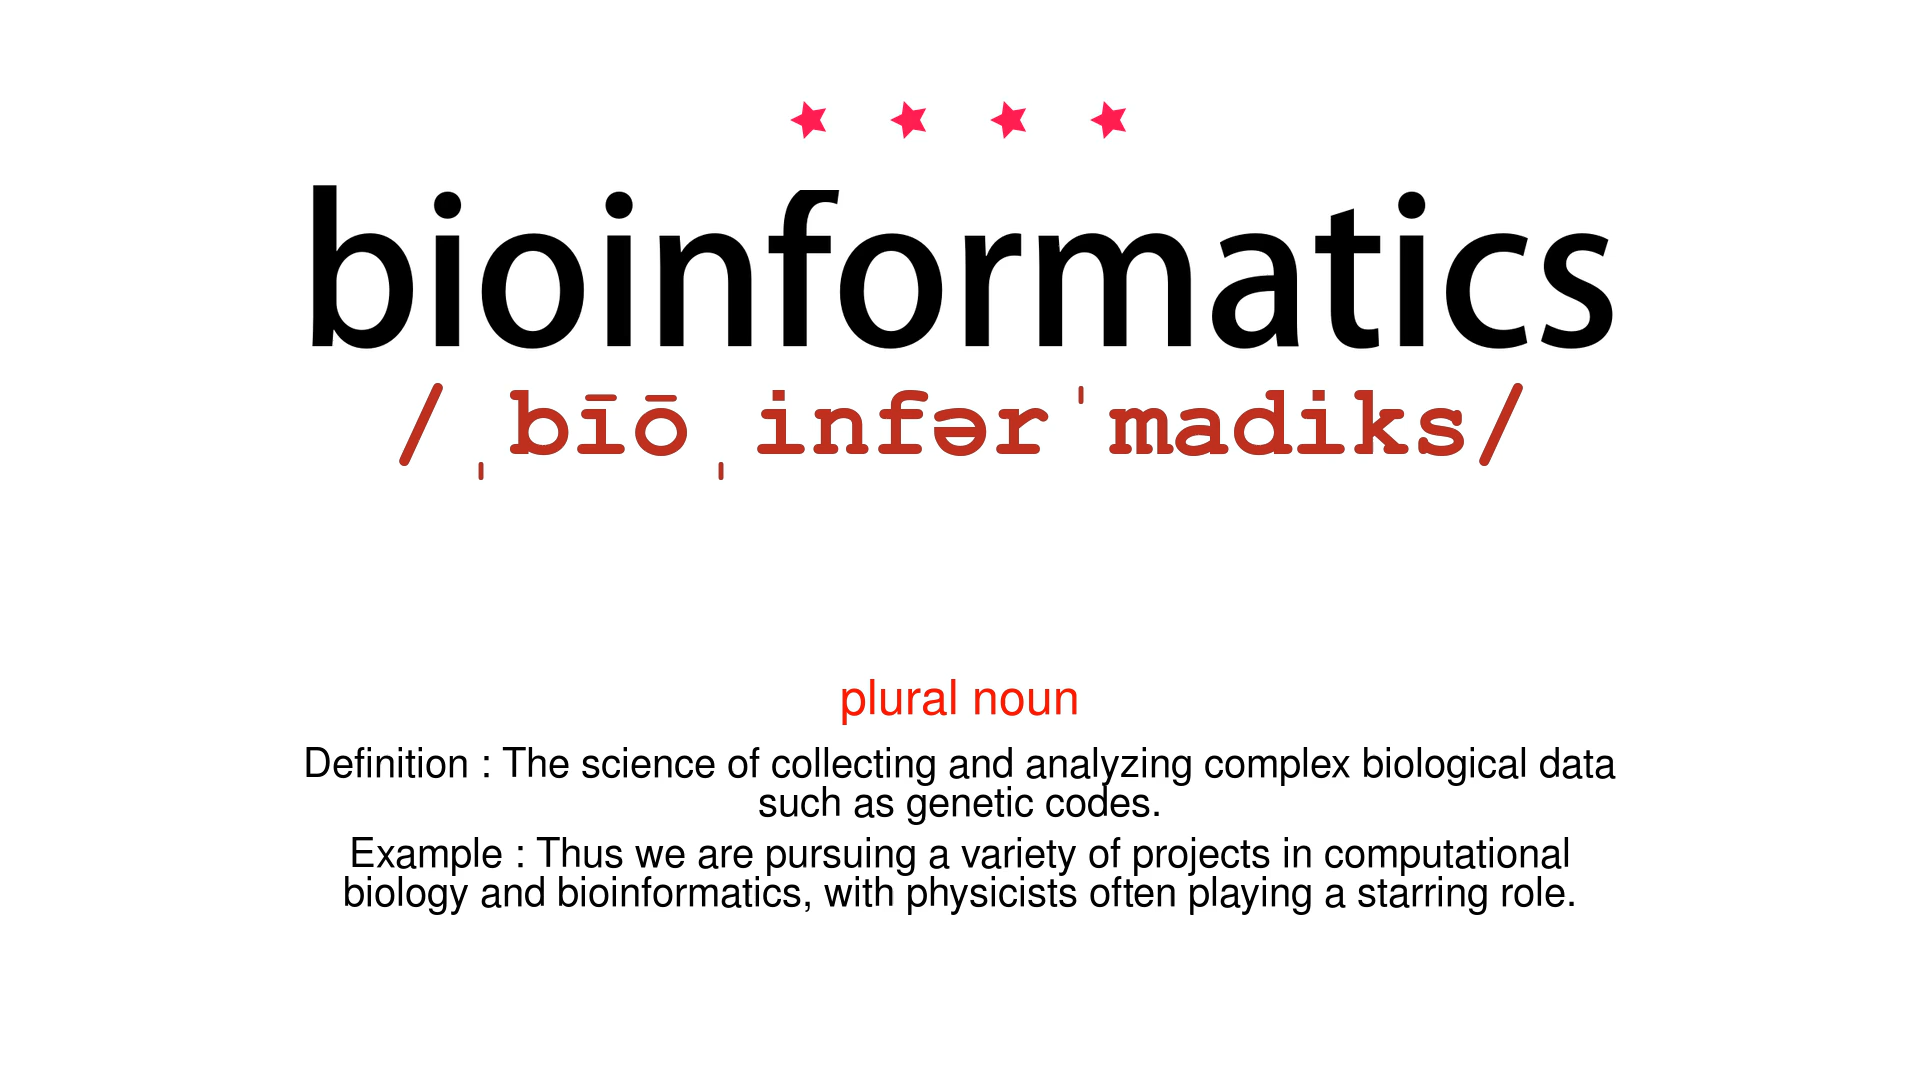 bioinformatics
/ˌbīōˌinfərˈmadiks/
plural noun
Definition : The science of collecting and analyzing complex biological data
such as genetic codes.
Example : Thus we are pursuing a variety of projects in computational
biology and bioinformatics, with physicists often playing a starring role.